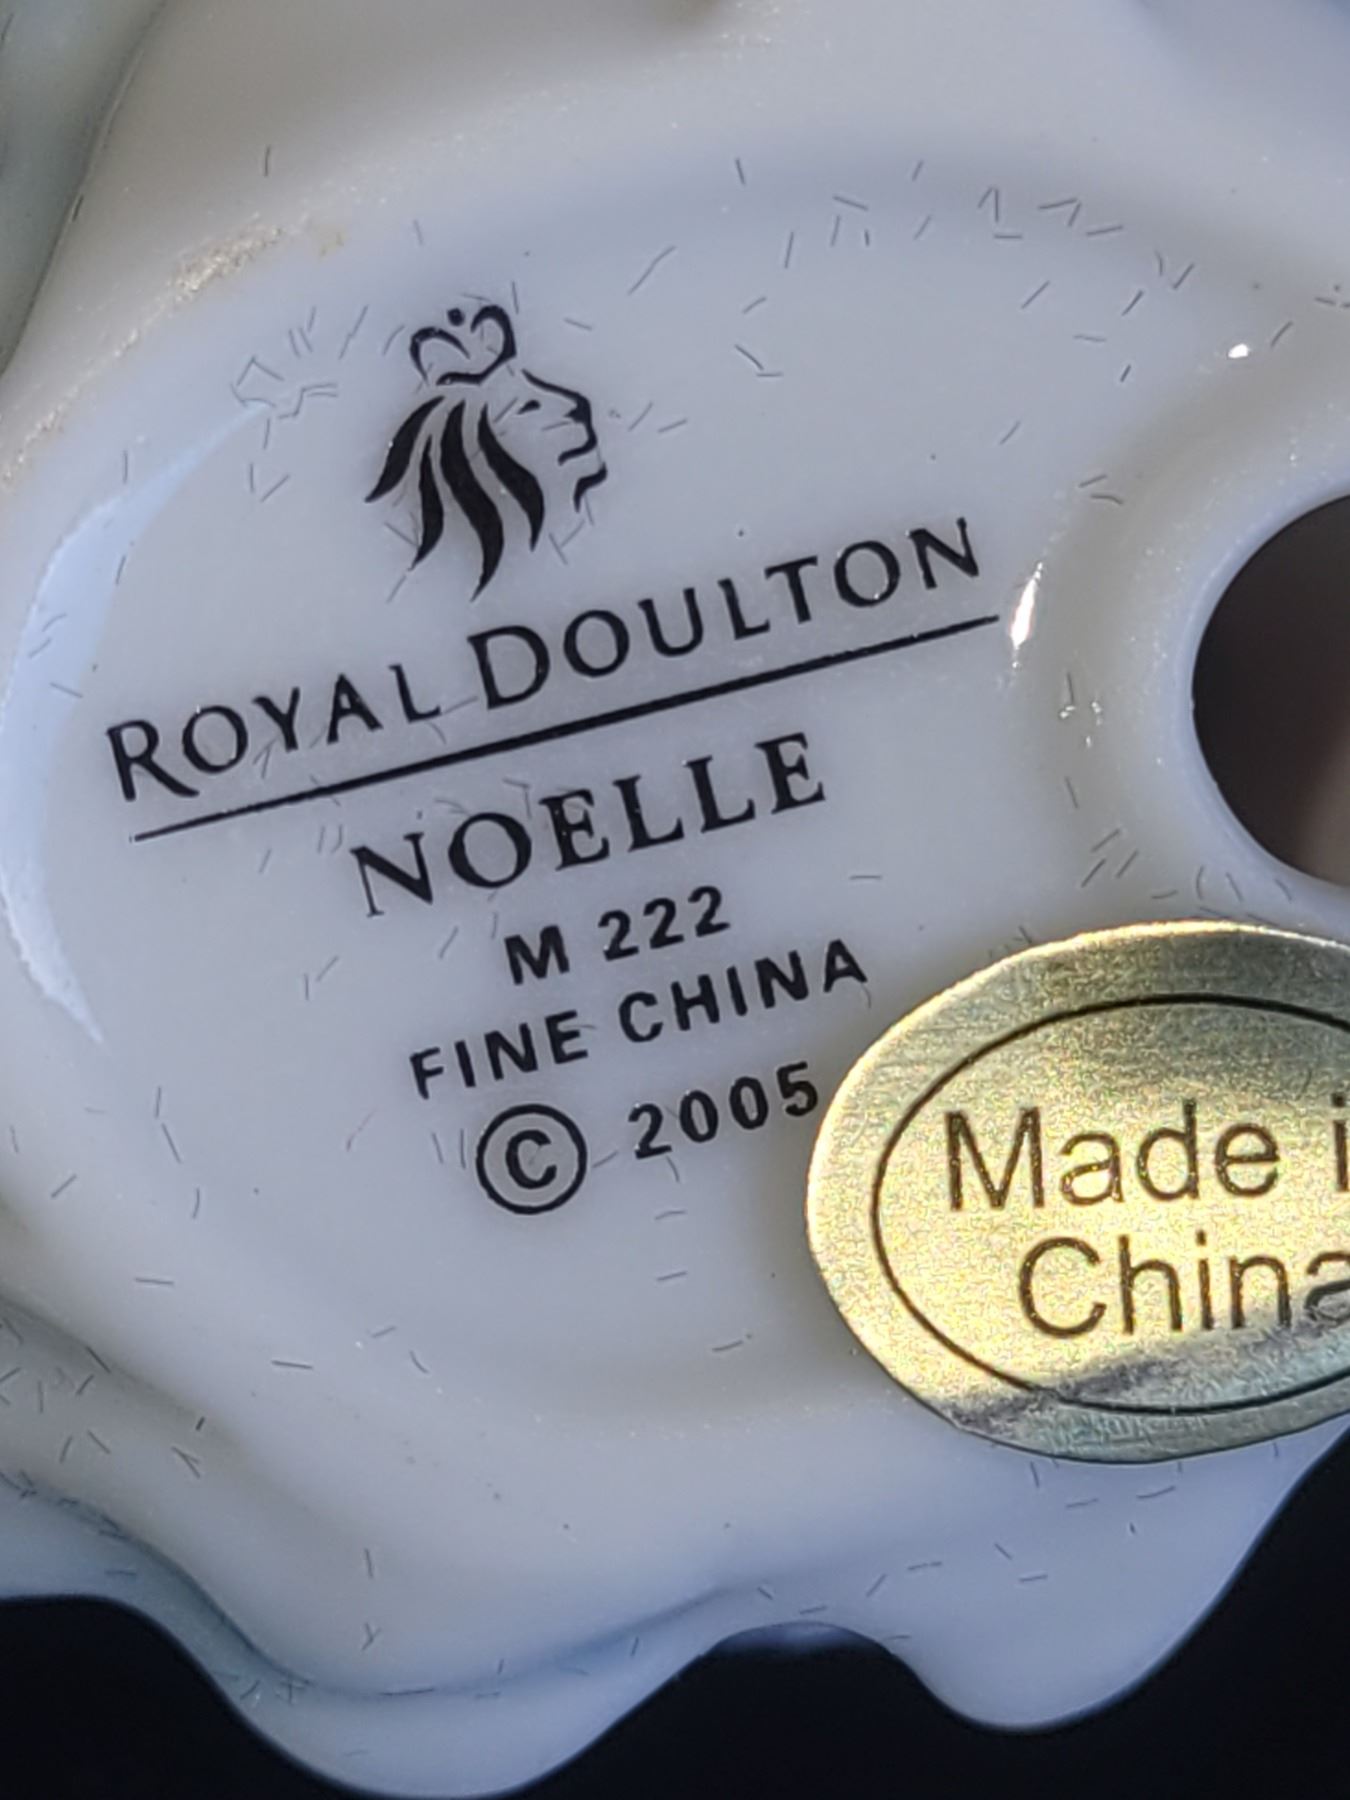 ROYAL DOULTON
NOELLE
M 222
FINE CHINA
© 2005
Made i
China